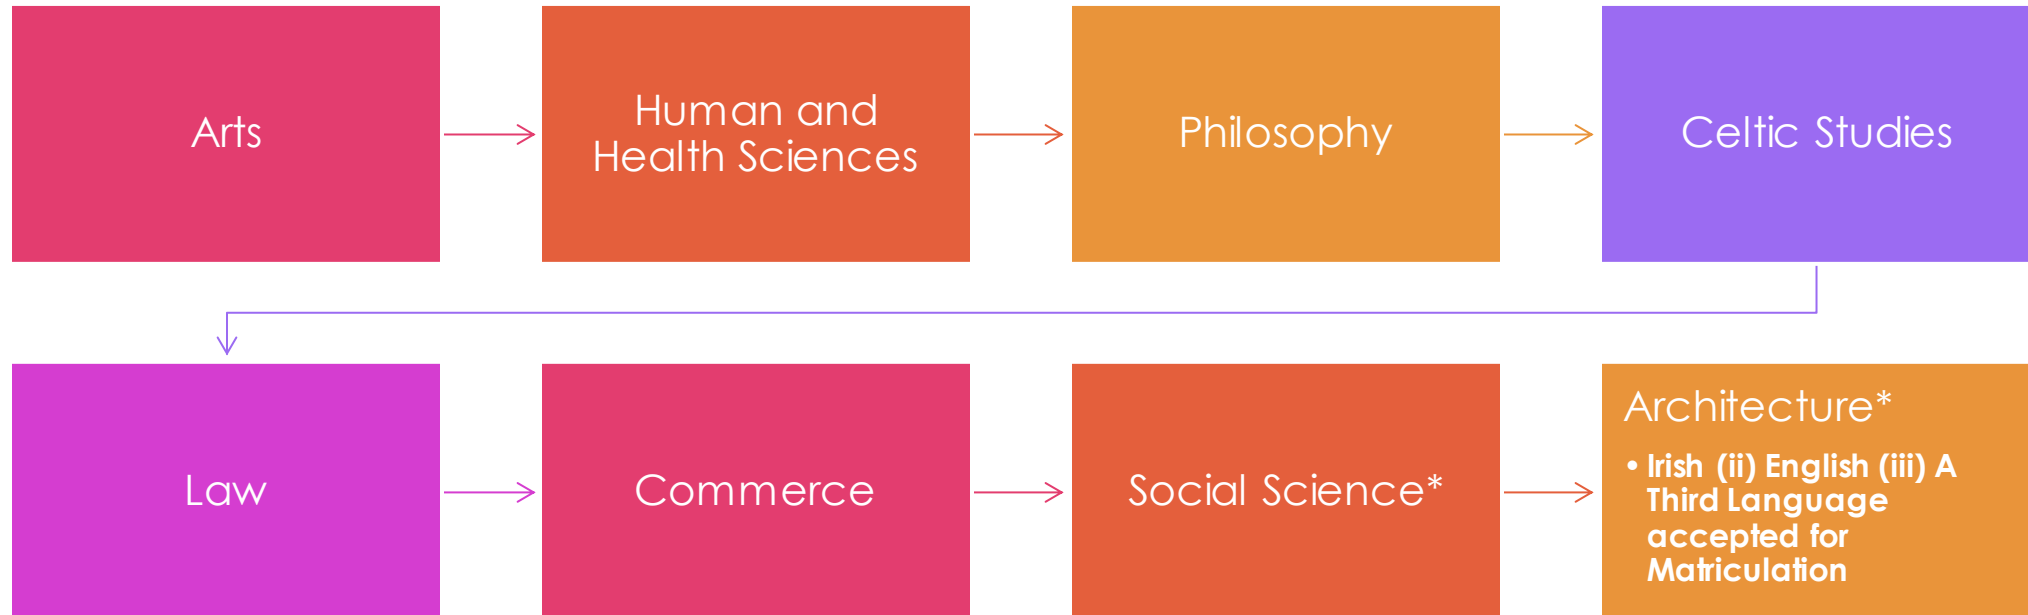 Arts
Human and
Health Sciences
Philosophy
Celtic Studies
Law
Commerce
Social Science*
Architecture*
• Irish (ii) English (iii) A
Third Language
accepted for
Matriculation